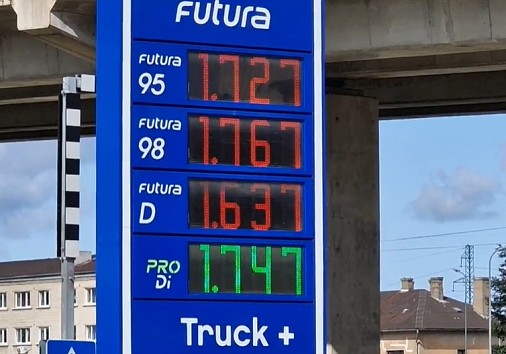 Futura
Futura
95
1.727
Futura
98
1.767
Futura
D
1.637
PRO
Di
1.747
Truck +